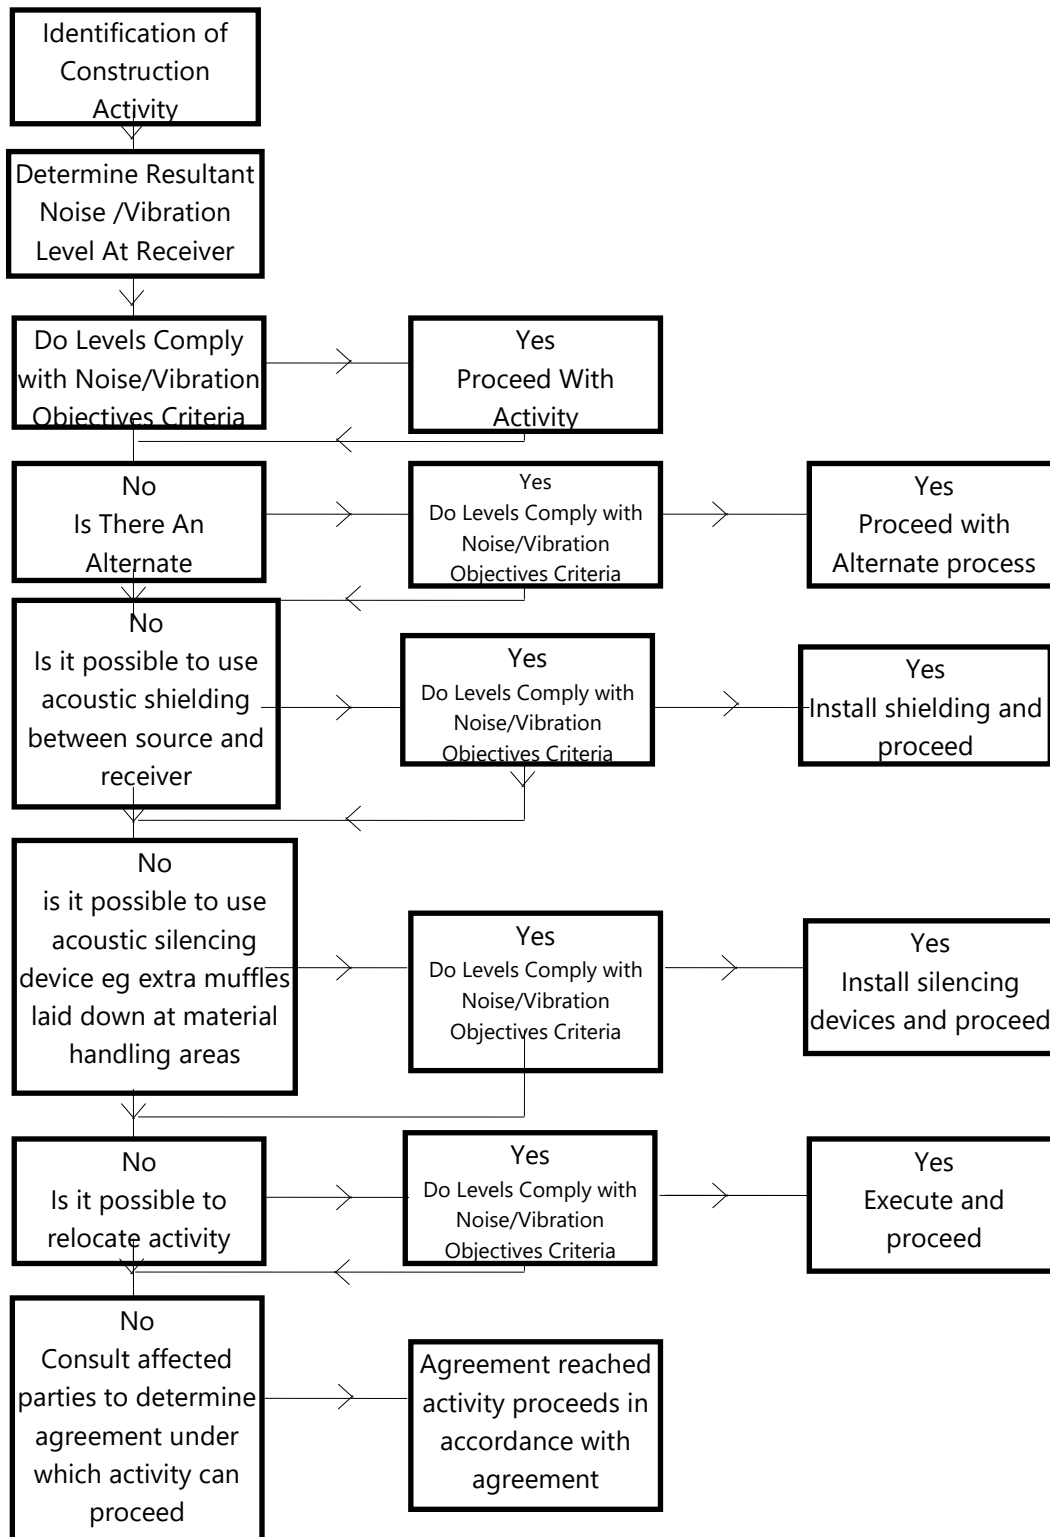 Identification of
Construction
Activity
Determine Resultant
Noise /Vibration
Level At Receiver
Do Levels Comply
with Noise/Vibration
Objectives Criteria
Yes
Proceed With
Activity
No
Is There An
Alternate
Yes
Do Levels Comply with
Noise/Vibration
Objectives Criteria
Yes
Proceed with
Alternate process
No
Is it possible to use
acoustic shielding
between source and
receiver
Yes
Do Levels Comply with
Noise/Vibration
Objectives Criteria
Yes
Install shielding and
proceed
No
is it possible to use
acoustic silencing
device eg extra muffles
laid down at material
handling areas
Yes
Do Levels Comply with
Noise/Vibration
Objectives Criteria
Yes
Install silencing
devices and proceed
No
Is it possible to
relocate activity
Yes
Do Levels Comply with
Noise/Vibration
Objectives Criteria
Yes
Execute and
proceed
No
Consult affected
parties to determine
agreement under
which activity can
proceed
Agreement reached
activity proceeds in
accordance with
agreement